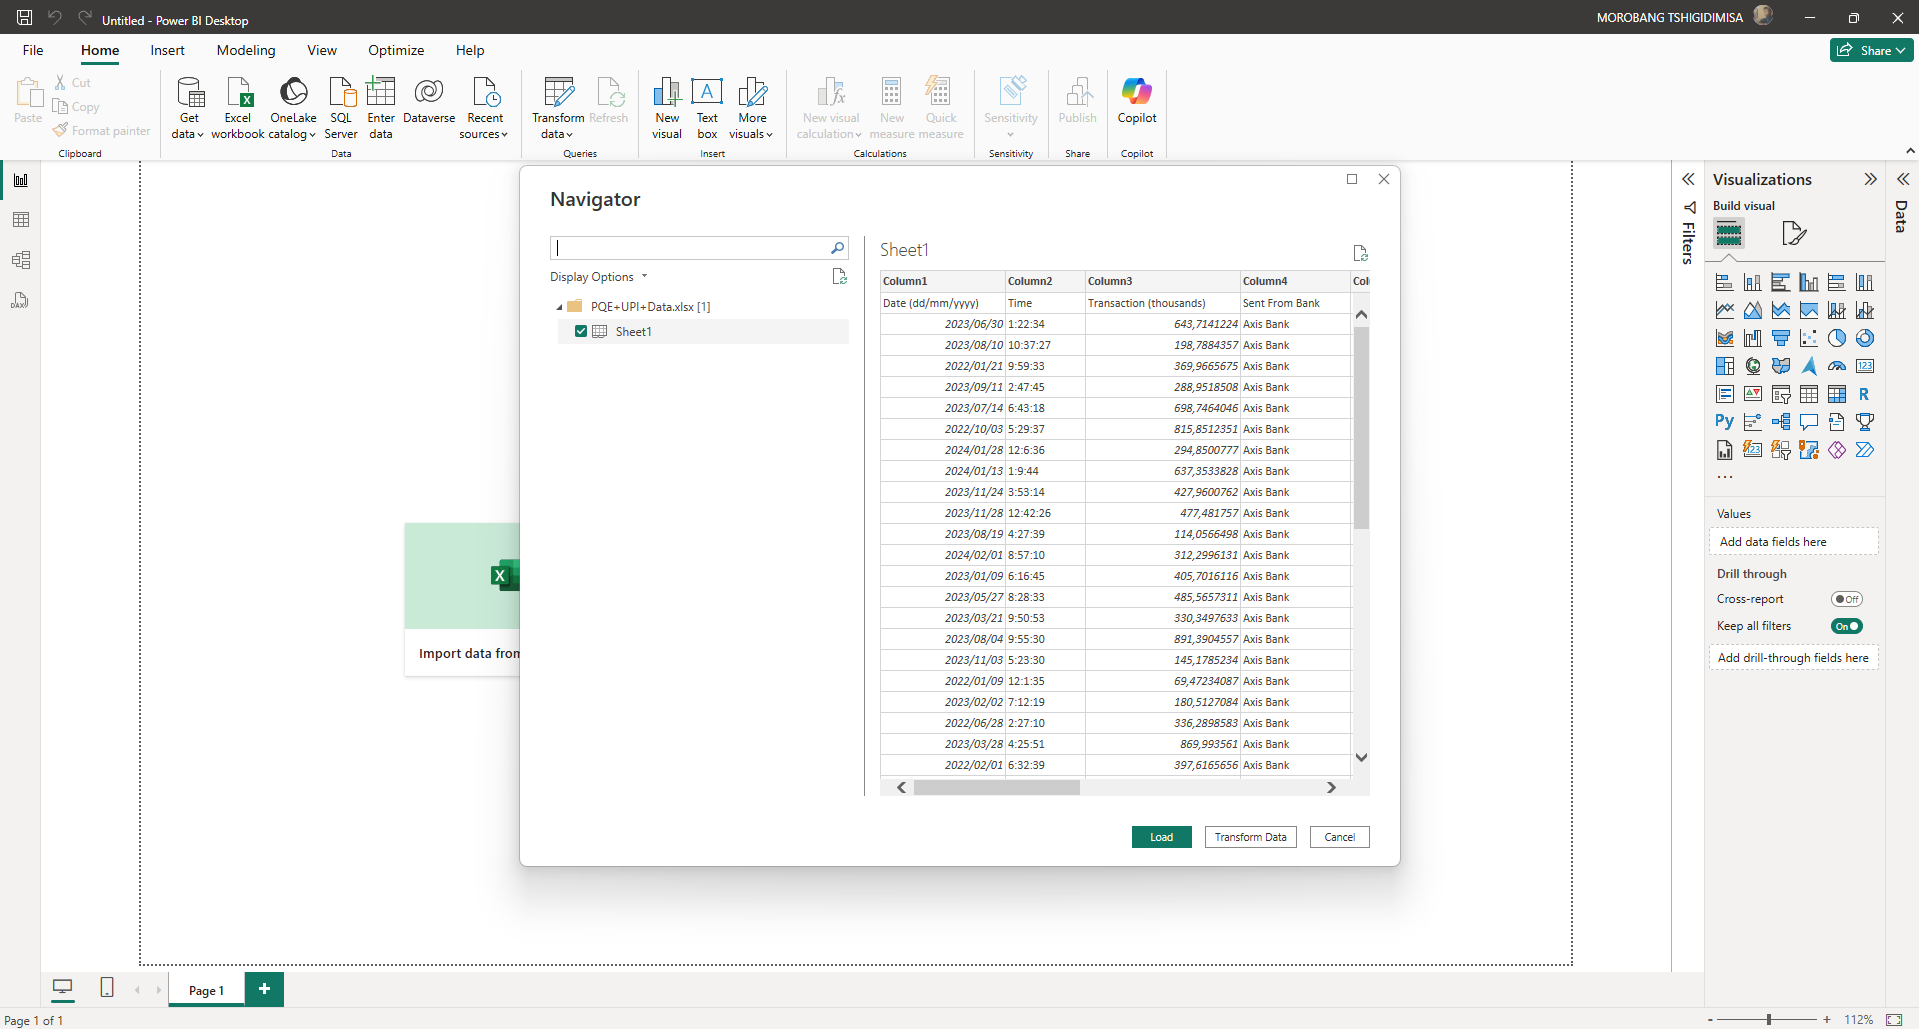 Untitled - Power BI Desktop
MOROBANG TSHIGIDIMISA
File Home Insert Modeling View Optimize Help
Share
Paste
Cut
Copy
Format painter
Clipboard
Get data
Excel workbook
OneLake catalog
SQL Server
Enter data
Dataverse
Recent sources
Data
Transform data
Refresh
Queries
New visual
Text box
More visuals
Insert
New visual calculation
New measure
Quick measure
Calculations
Sensitivity
Sensitivity
Publish
Share
Copilot
Copilot
Navigator
Display Options
PQE+UPI+Data.xlsx [1]
Sheet1
Sheet1
Column1 Column2 Column3 Column4 Col
Date (dd/mm/yyyy) Time Transaction (thousands) Sent From Bank
2023/06/30 1:22:34 643,7141224 Axis Bank
2023/08/10 10:37:27 198,7884357 Axis Bank
2022/01/21 9:59:33 369,9665675 Axis Bank
2023/09/11 2:47:45 288,9518508 Axis Bank
2023/07/14 6:43:18 698,7464046 Axis Bank
2022/10/03 5:29:37 815,8512351 Axis Bank
2024/01/28 12:6:36 294,8500777 Axis Bank
2024/01/13 1:9:44 637,3533828 Axis Bank
2023/11/24 3:53:14 427,9600762 Axis Bank
2023/11/28 12:42:26 477,481757 Axis Bank
2023/08/19 4:27:39 114,0566498 Axis Bank
2024/02/01 8:57:10 312,2996131 Axis Bank
2023/01/09 6:16:45 405,7016116 Axis Bank
2023/05/27 8:28:33 485,5657311 Axis Bank
2023/03/21 9:50:53 330,3497633 Axis Bank
2023/08/04 9:55:30 891,3904557 Axis Bank
2023/11/03 5:23:30 145,1785234 Axis Bank
2022/01/09 12:1:35 69,47234087 Axis Bank
2023/02/02 7:12:19 180,5127084 Axis Bank
2022/06/28 2:27:10 336,2898583 Axis Bank
2023/03/28 4:25:51 869,993561 Axis Bank
2022/02/01 6:32:39 397,6165656 Axis Bank
Load Transform Data Cancel
Import data from
Filters
Visualizations
Build visual
Data
123
R
Py
123
...
Values
Add data fields here
Drill through
Cross-report Off
Keep all filters On
Add drill-through fields here
Page 1
+
Page 1 of 1
- + 112%